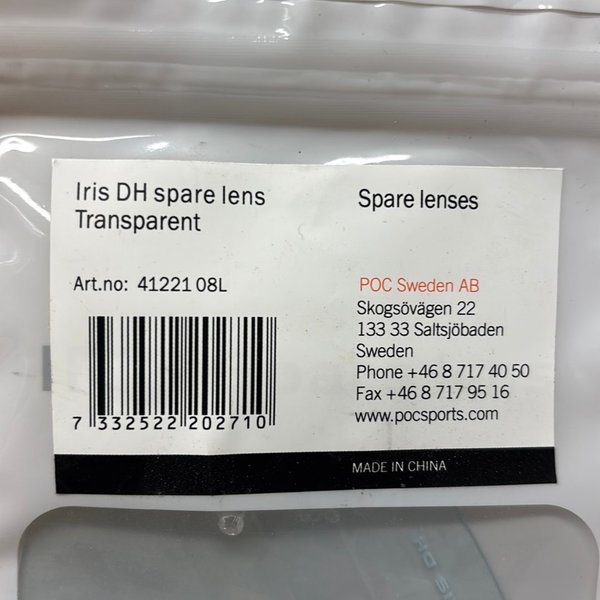 Iris DH spare lens
Transparent
Art.no: 41221 08L
7 332522 202710
Spare lenses
POC Sweden AB
Skogsövägen 22
133 33 Saltsjöbaden
Sweden
Phone +46 8 717 40 50
Fax +46 8 717 95 16
www.pocsports.com
MADE IN CHINA